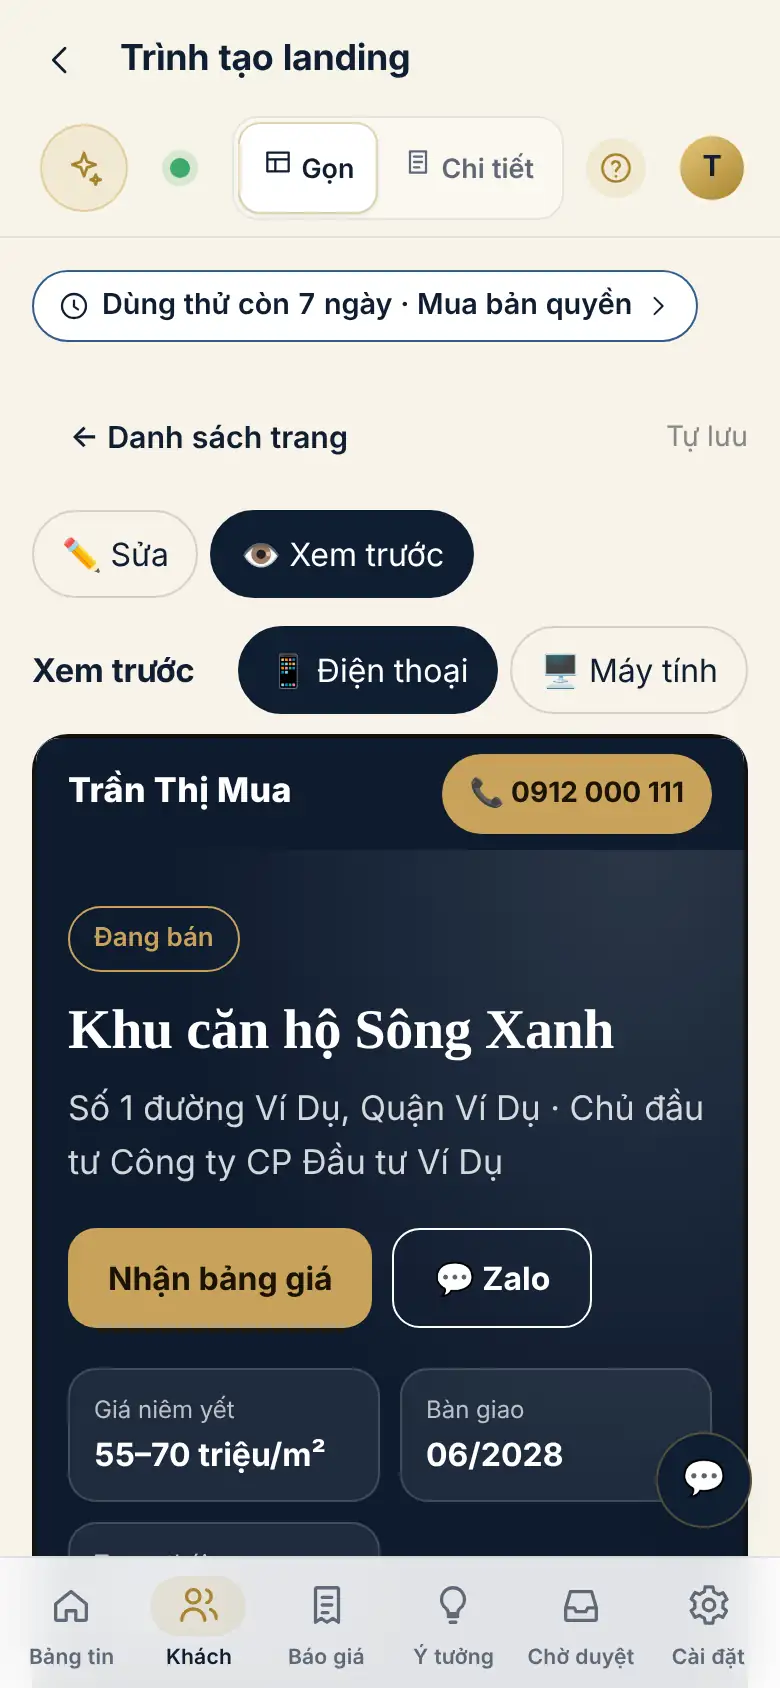 Trình tạo landing
Gọn
Chi tiết
T
Dùng thử còn 7 ngày · Mua bản quyền
← Danh sách trang
Tự lưu
Sửa
Xem trước
Xem trước
Điện thoại
Máy tính
Trần Thị Mua
0912 000 111
Đang bán
Khu căn hộ Sông Xanh
Số 1 đường Ví Dụ, Quận Ví Dụ · Chủ đầu
tư Công ty CP Đầu tư Ví Dụ
Nhận bảng giá
Zalo
Giá niêm yết
55–70 triệu/m²
Bàn giao
06/2028
Bảng tin
Khách
Báo giá
Ý tưởng
Chờ duyệt
Cài đặt